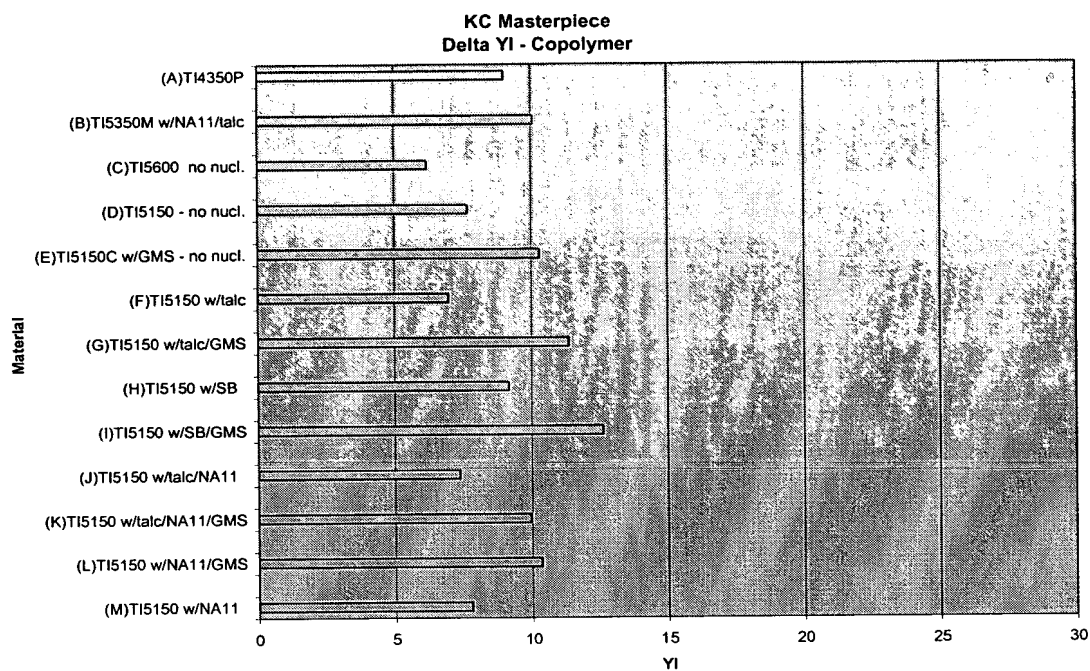 KC Masterpiece
Delta YI - Copolymer
(A)TI4350P
(B)TI5350M w/NA11/talc
(C)TI5600 no nucl.
(D)TI5150 - no nucl.
(E)TI5150C w/GMS - no nucl.
(F)TI5150 w/talc
(G)TI5150 w/talc/GMS
(H)TI5150 w/SB
(I)TI5150 w/SB/GMS
(J)TI5150 w/talc/NA11
(K)TI5150 w/talc/NA11/GMS
(L)TI5150 w/NA11/GMS
(M)TI5150 w/NA11
Material
0 5 10 15 20 25 30
YI